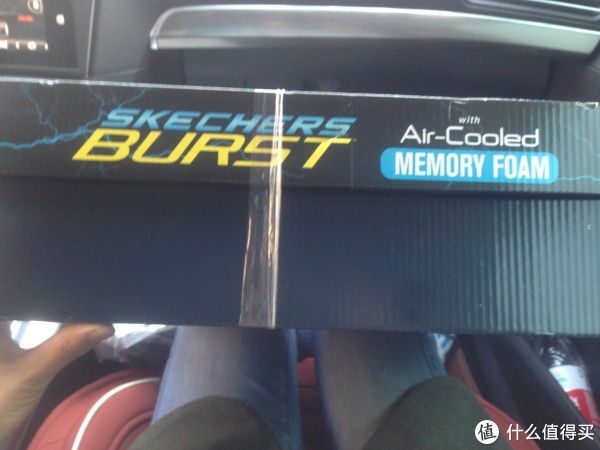 SKECHERS
BURST
with
Air-Cooled
MEMORY FOAM
值 什么值得买